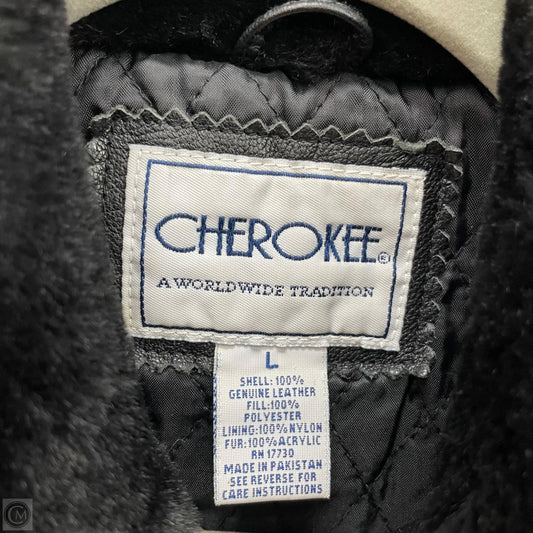 CHEROKEE®
A WORLDWIDE TRADITION
L
SHELL: 100%
GENUINE LEATHER
FILL: 100%
POLYESTER
LINING: 100% NYLON
FUR: 100% ACRYLIC
RN 17730
MADE IN PAKISTAN
SEE REVERSE FOR
CARE INSTRUCTIONS